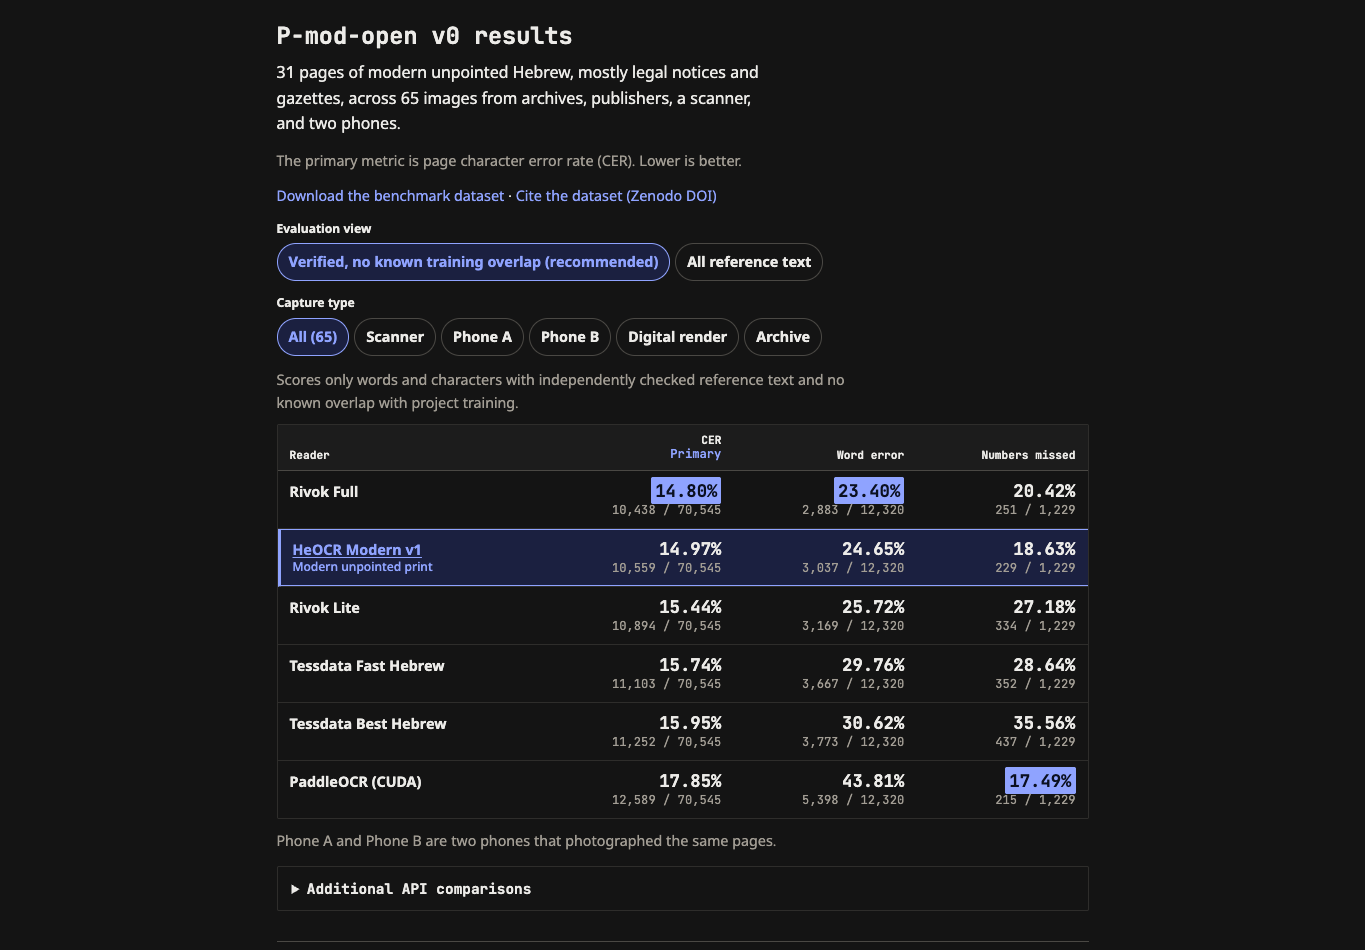 P-mod-open v0 results
31 pages of modern unpointed Hebrew, mostly legal notices and
gazettes, across 65 images from archives, publishers, a scanner,
and two phones.
The primary metric is page character error rate (CER). Lower is better.
Download the benchmark dataset · Cite the dataset (Zenodo DOI)
Evaluation view
Verified, no known training overlap (recommended) All reference text
Capture type
All (65) Scanner Phone A Phone B Digital render Archive
Scores only words and characters with independently checked reference text and no
known overlap with project training.
Reader CER Primary Word error Numbers missed
Rivok Full 14.80% 23.40% 20.42%
10,438 / 70,545 2,883 / 12,320 251 / 1,229
HeOCR Modern v1 14.97% 24.65% 18.63%
Modern unpointed print 10,559 / 70,545 3,037 / 12,320 229 / 1,229
Rivok Lite 15.44% 25.72% 27.18%
10,894 / 70,545 3,169 / 12,320 334 / 1,229
Tessdata Fast Hebrew 15.74% 29.76% 28.64%
11,103 / 70,545 3,667 / 12,320 352 / 1,229
Tessdata Best Hebrew 15.95% 30.62% 35.56%
11,252 / 70,545 3,773 / 12,320 437 / 1,229
PaddleOCR (CUDA) 17.85% 43.81% 17.49%
12,589 / 70,545 5,398 / 12,320 215 / 1,229
Phone A and Phone B are two phones that photographed the same pages.
Additional API comparisons